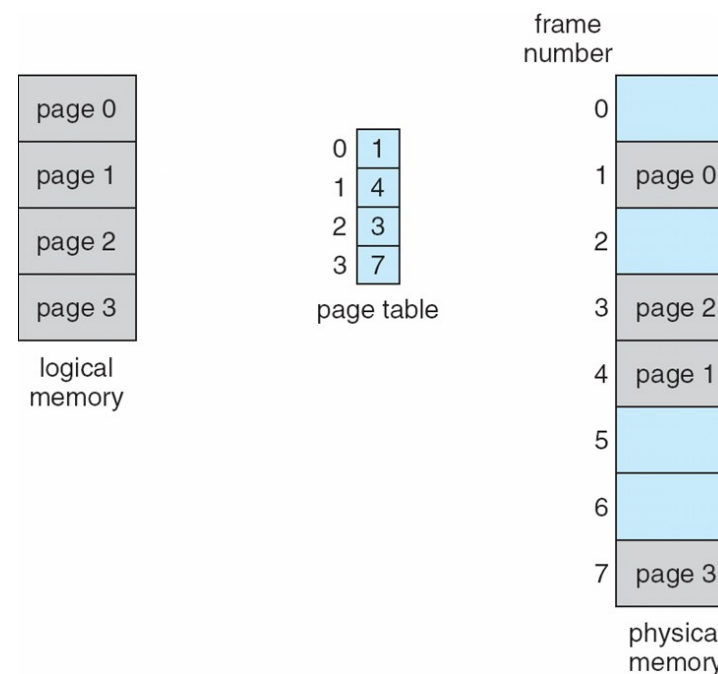 page 0
page 1
page 2
page 3
logical
memory
0 1
1 4
2 3
3 7
page table
frame
number
0
1 page 0
2
3 page 2
4 page 1
5
6
7 page 3
physica
memory